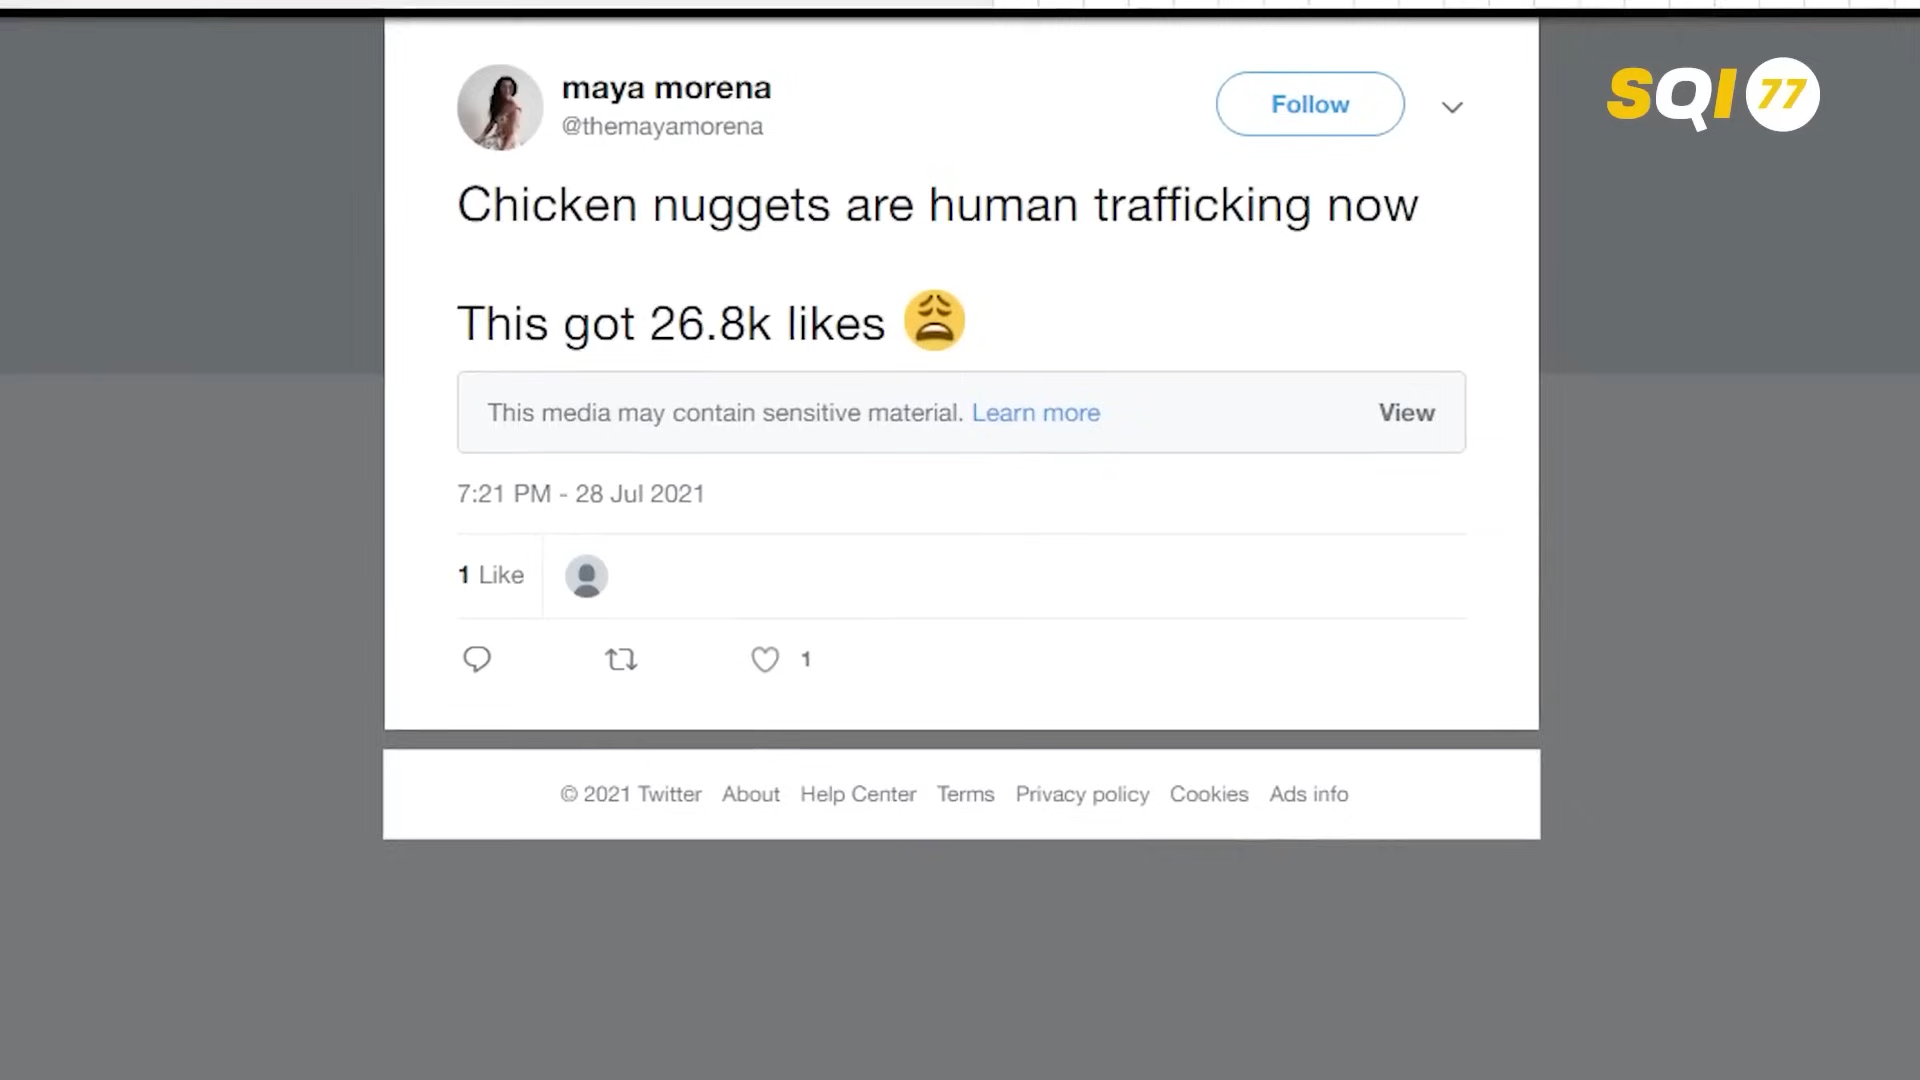 maya morena
@themayamorena
Follow
SQI 77
Chicken nuggets are human trafficking now
This got 26.8k likes 😩
This media may contain sensitive material. Learn more View
7:21 PM - 28 Jul 2021
1 Like
1
© 2021 Twitter About Help Center Terms Privacy policy Cookies Ads info